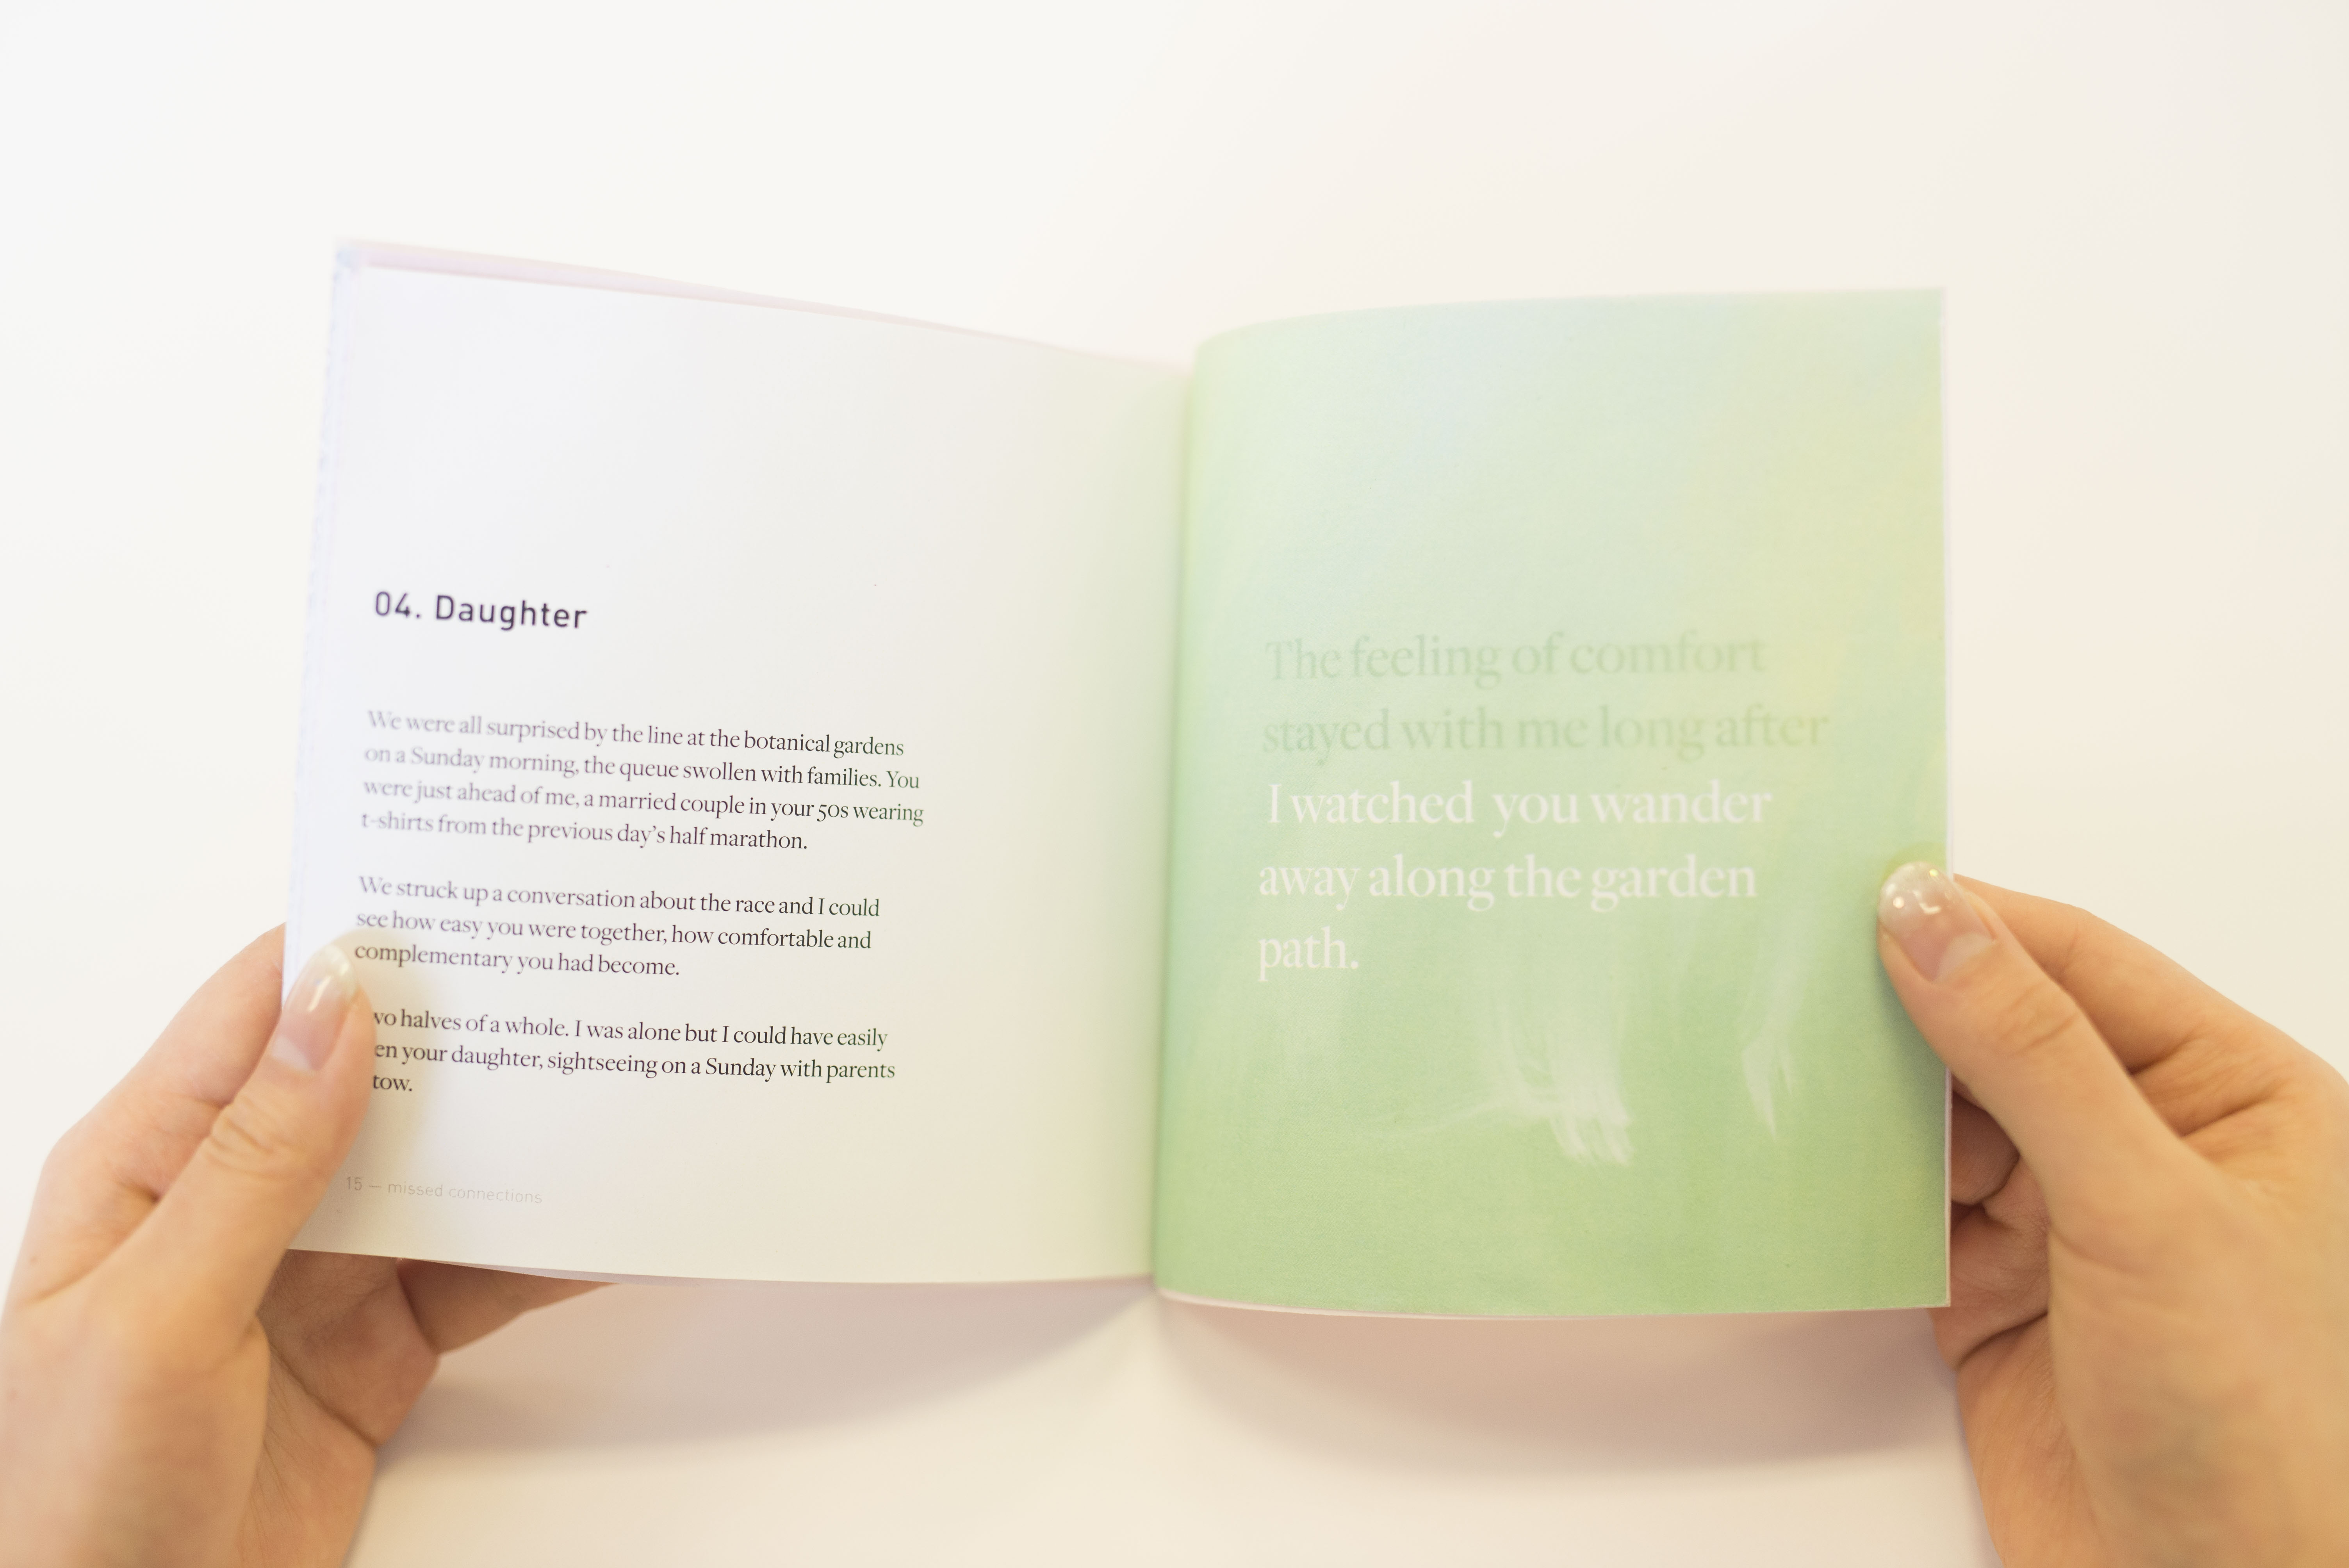 04. Daughter
We were all surprised by the line at the botanical gardens
on a Sunday morning, the queue swollen with families. You
were just ahead of me, a married couple in your 50s wearing
t-shirts from the previous day's half marathon.
We struck up a conversation about the race and I could
see how easy you were together, how comfortable and
complementary you had become.
wo halves of a whole. I was alone but I could have easily
en your daughter, sightseeing on a Sunday with parents
tow.
15 — missed connections
The feeling of comfort
stayed with me long after
I watched you wander
away along the garden
path.